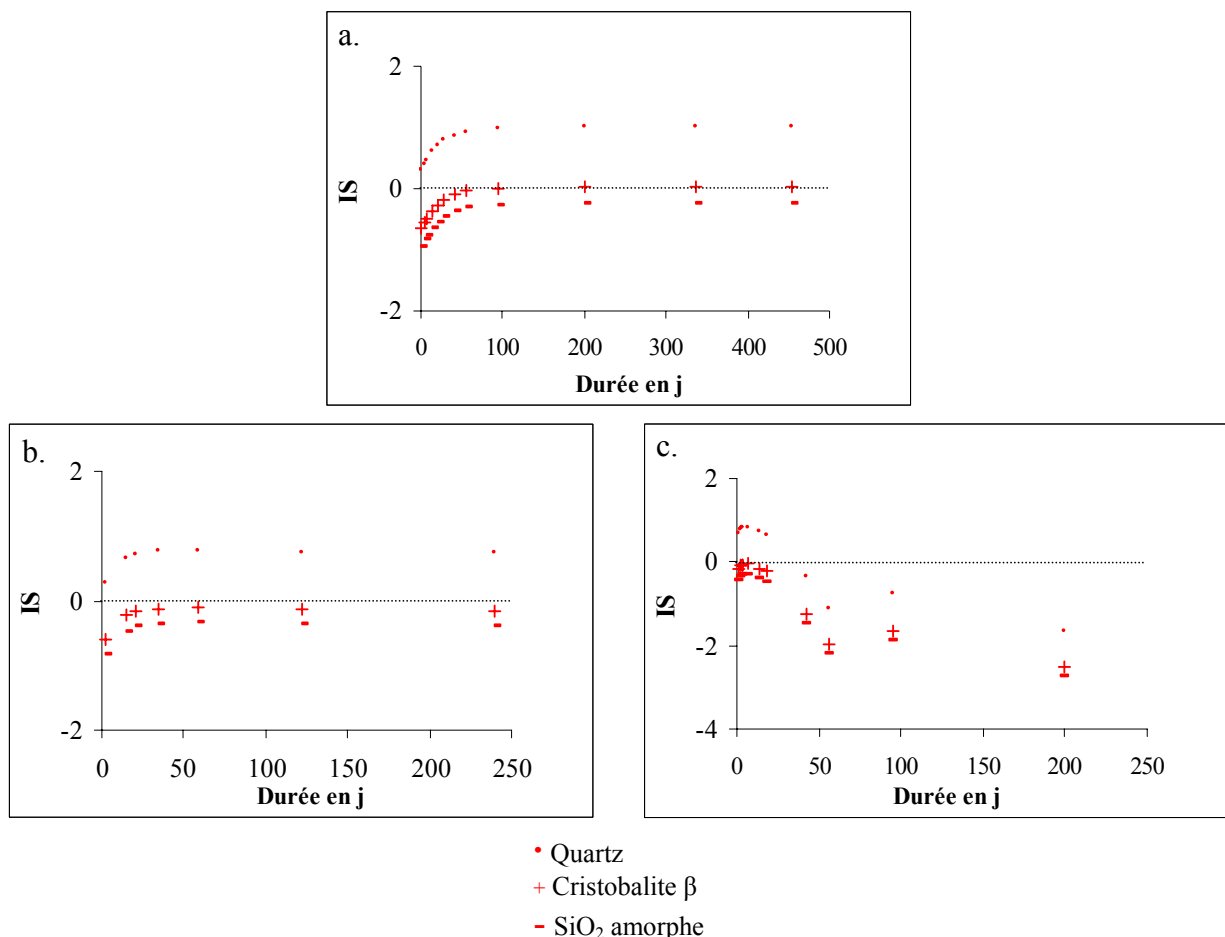 a.
2
0
-2
IS
0 100 200 300 400 500
Durée en j
b.
2
0
-2
IS
0 50 100 150 200 250
Durée en j
c.
2
0
-2
-4
IS
0 50 100 150 200 250
Durée en j
Quartz
Cristobalite β
SiO₂ amorphe